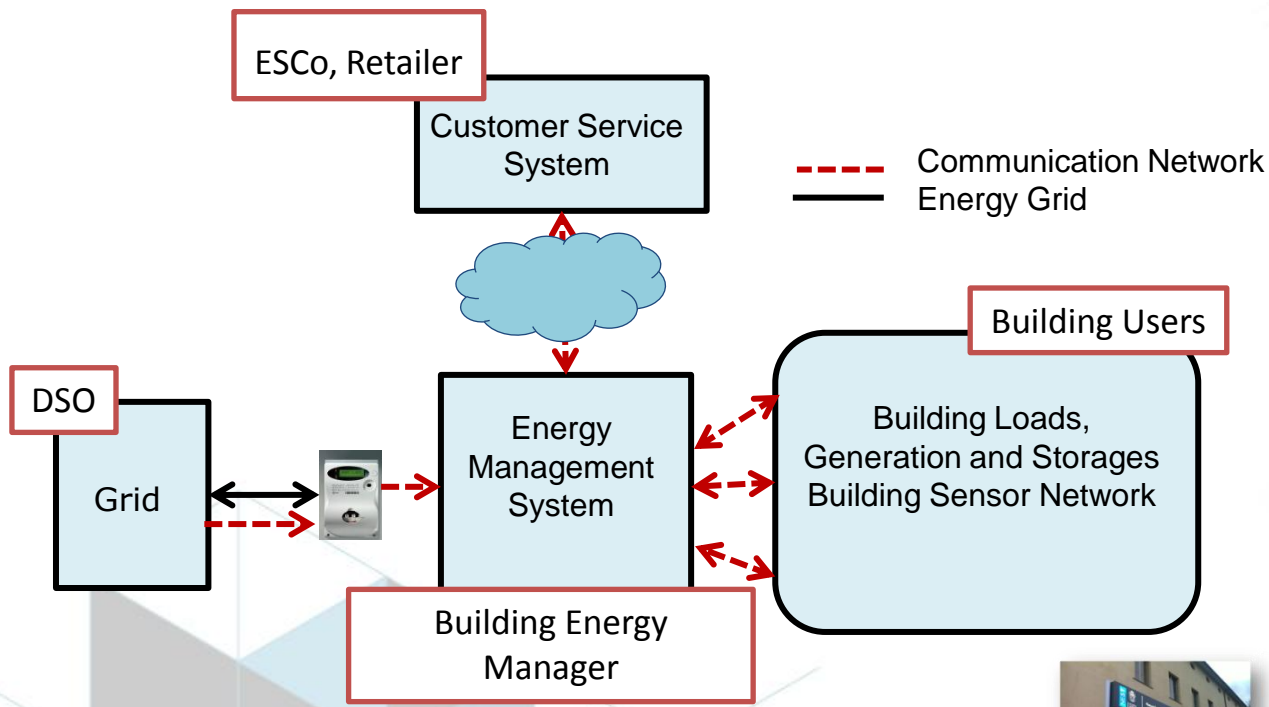 ESCo, Retailer
Customer Service
System
Communication Network
Energy Grid
Building Users
DSO
Grid
Energy
Management
System
Building Loads,
Generation and Storages
Building Sensor Network
Building Energy
Manager